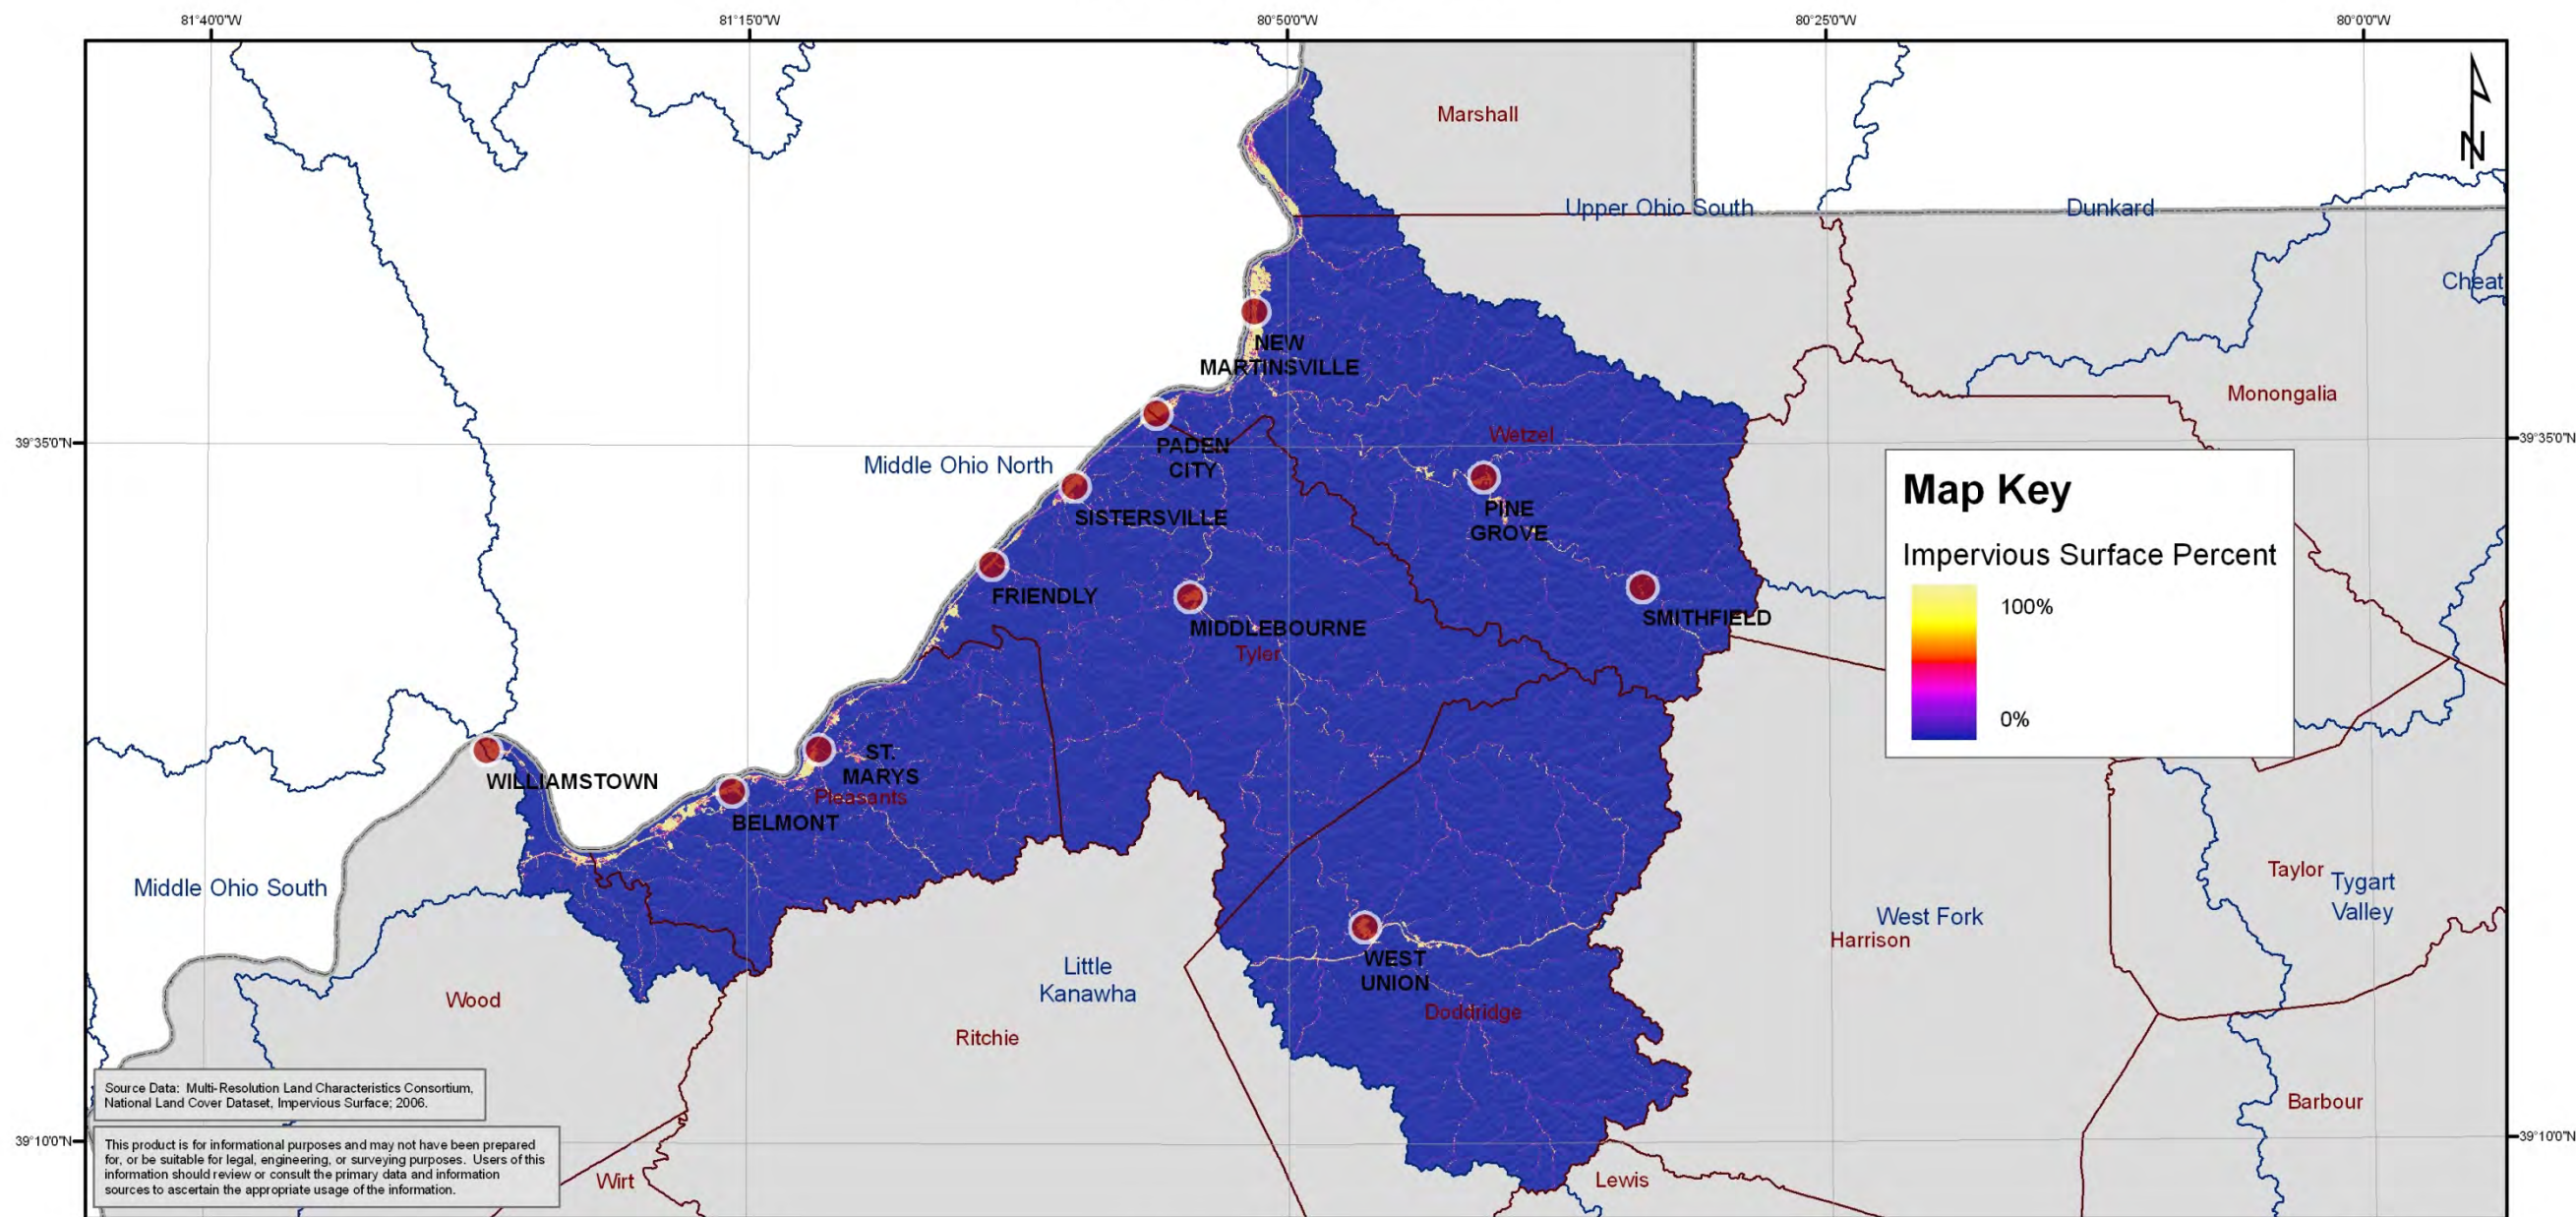 81°40'0"W
81°15'0"W
80°50'0"W
80°25'0"W
80°0'0"W
Marshall
N
Upper Ohio South
Dunkard
Cheat
NEW
MARTINSVILLE
Monongalia
39°35'0"N
39°35'0"N
PADEN
CITY
Wetzel
Middle Ohio North
PINE
GROVE
SISTERSVILLE
FRIENDLY
MIDDLEBOURNE
Tyler
SMITHFIELD
Map Key
Impervious Surface Percent
100%
0%
WILLIAMSTOWN
ST.
MARYS
Pleasants
BELMONT
Middle Ohio South
Taylor
Tygart
Valley
West Fork
Harrison
WEST
UNION
Little
Kanawha
Wood
Doddridge
Ritchie
Source Data: Multi-Resolution Land Characteristics Consortium,
National Land Cover Dataset, Impervious Surface; 2006.
Barbour
39°10'0"N
39°10'0"N
This product is for informational purposes and may not have been prepared
for, or be suitable for legal, engineering, or surveying purposes. Users of this
information should review or consult the primary data and information
sources to ascertain the appropriate usage of the information.
Wirt
Lewis